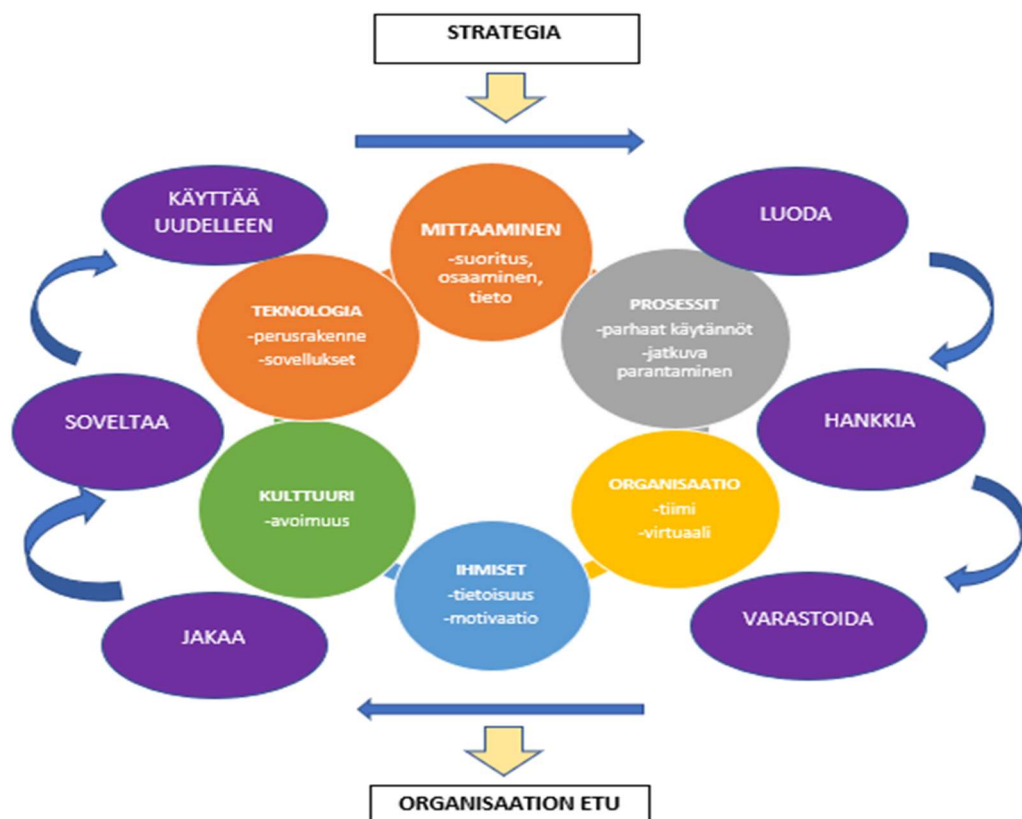 STRATEGIA
KÄYTTÄÄ
UUDELLEEN
MITTAAMINEN
-suoritus,
osaaminen,
tieto
LUODA
TEKNOLOGIA
-perusrakenne
-sovellukset
PROSESSIT
-parhaat käytännöt
-jatkuva
parantaminen
SOVELTAA
HANKKIA
KULTTUURI
-avoimuus
ORGANISAATIO
-tiimi
-virtuaali
IHMISET
-tietoisuus
-motivaatio
JAKAA
VARASTOIDA
ORGANISAATION ETU